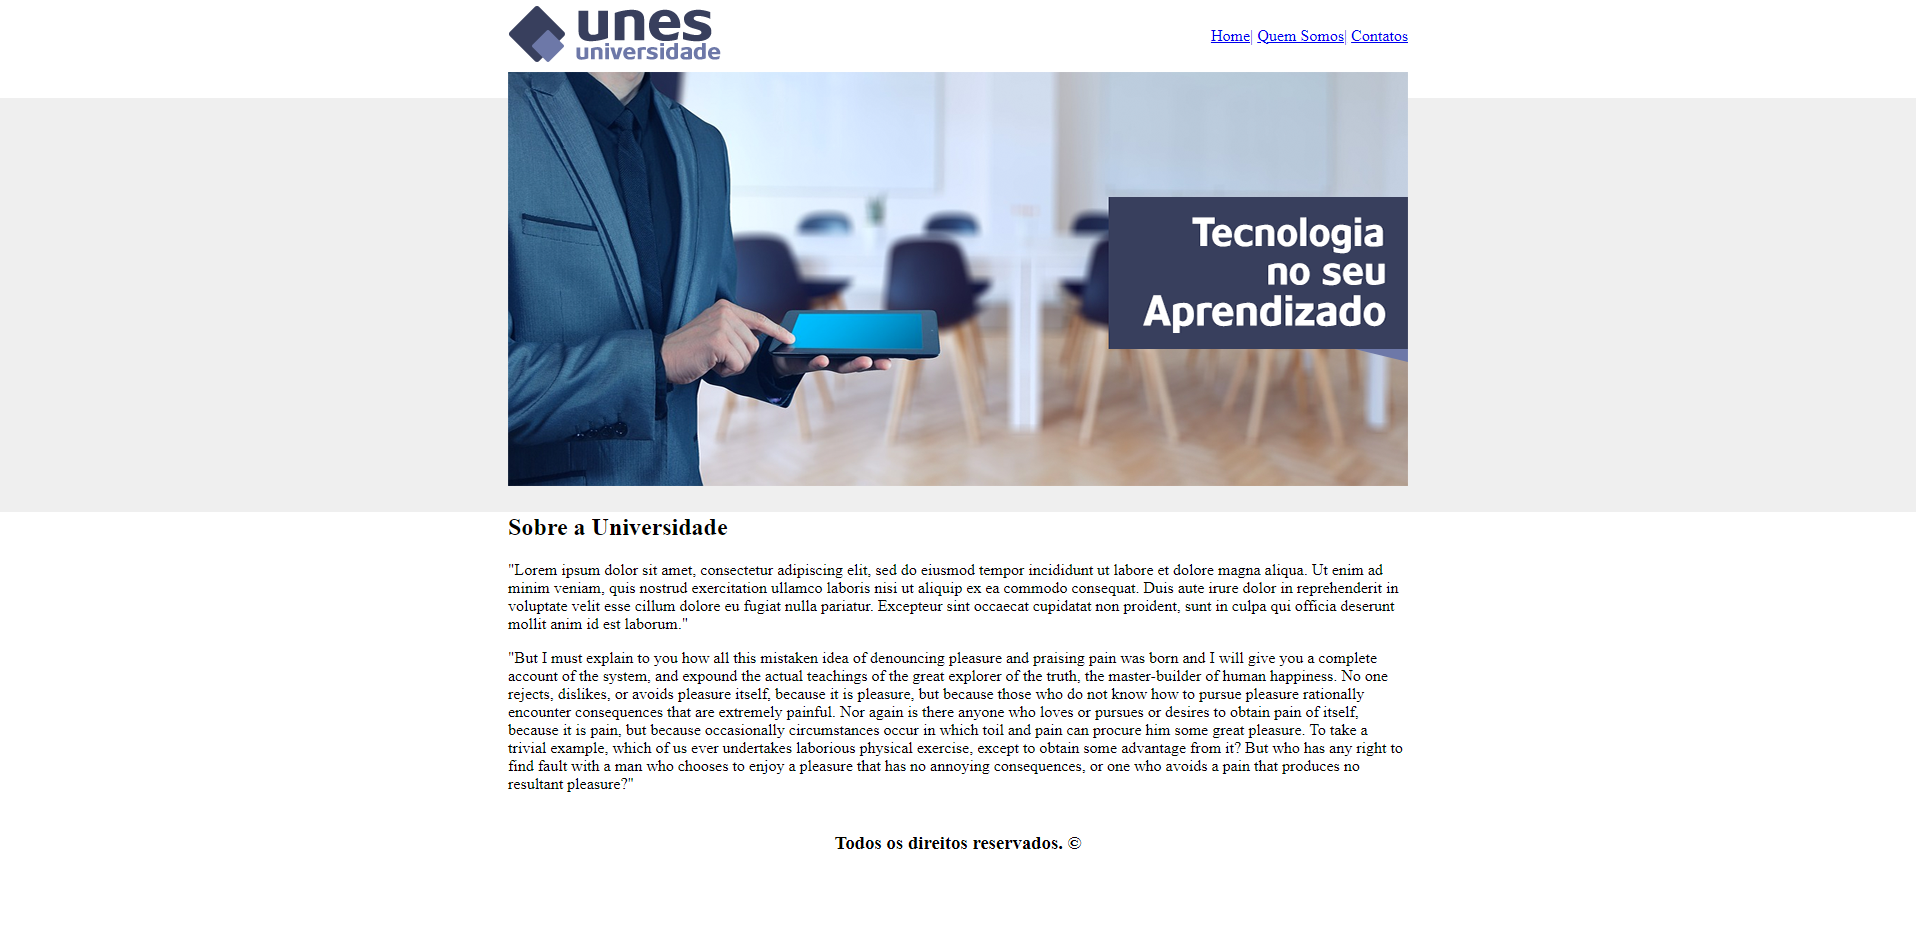 unes
universidade
Home| Quem Somos| Contatos
Tecnologia
no seu
Aprendizado
Sobre a Universidade
"Lorem ipsum dolor sit amet, consectetur adipiscing elit, sed do eiusmod tempor incididunt ut labore et dolore magna aliqua. Ut enim ad
minim veniam, quis nostrud exercitation ullamco laboris nisi ut aliquip ex ea commodo consequat. Duis aute irure dolor in reprehenderit in
voluptate velit esse cillum dolore eu fugiat nulla pariatur. Excepteur sint occaecat cupidatat non proident, sunt in culpa qui officia deserunt
mollit anim id est laborum."
"But I must explain to you how all this mistaken idea of denouncing pleasure and praising pain was born and I will give you a complete
account of the system, and expound the actual teachings of the great explorer of the truth, the master-builder of human happiness. No one
rejects, dislikes, or avoids pleasure itself, because it is pleasure, but because those who do not know how to pursue pleasure rationally
encounter consequences that are extremely painful. Nor again is there anyone who loves or pursues or desires to obtain pain of itself,
because it is pain, but because occasionally circumstances occur in which toil and pain can procure him some great pleasure. To take a
trivial example, which of us ever undertakes laborious physical exercise, except to obtain some advantage from it? But who has any right to
find fault with a man who chooses to enjoy a pleasure that has no annoying consequences, or one who avoids a pain that produces no
resultant pleasure?"
Todos os direitos reservados. ©